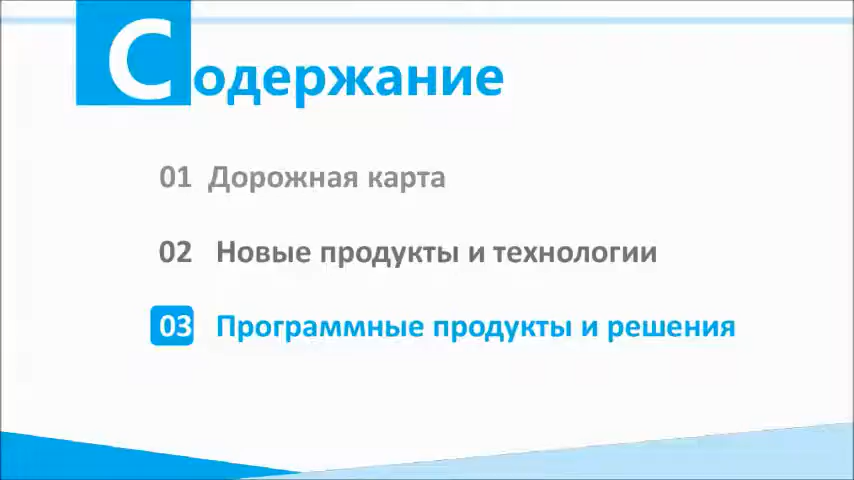 Содержание
01 Дорожная карта
02 Новые продукты и технологии
03 Программные продукты и решения